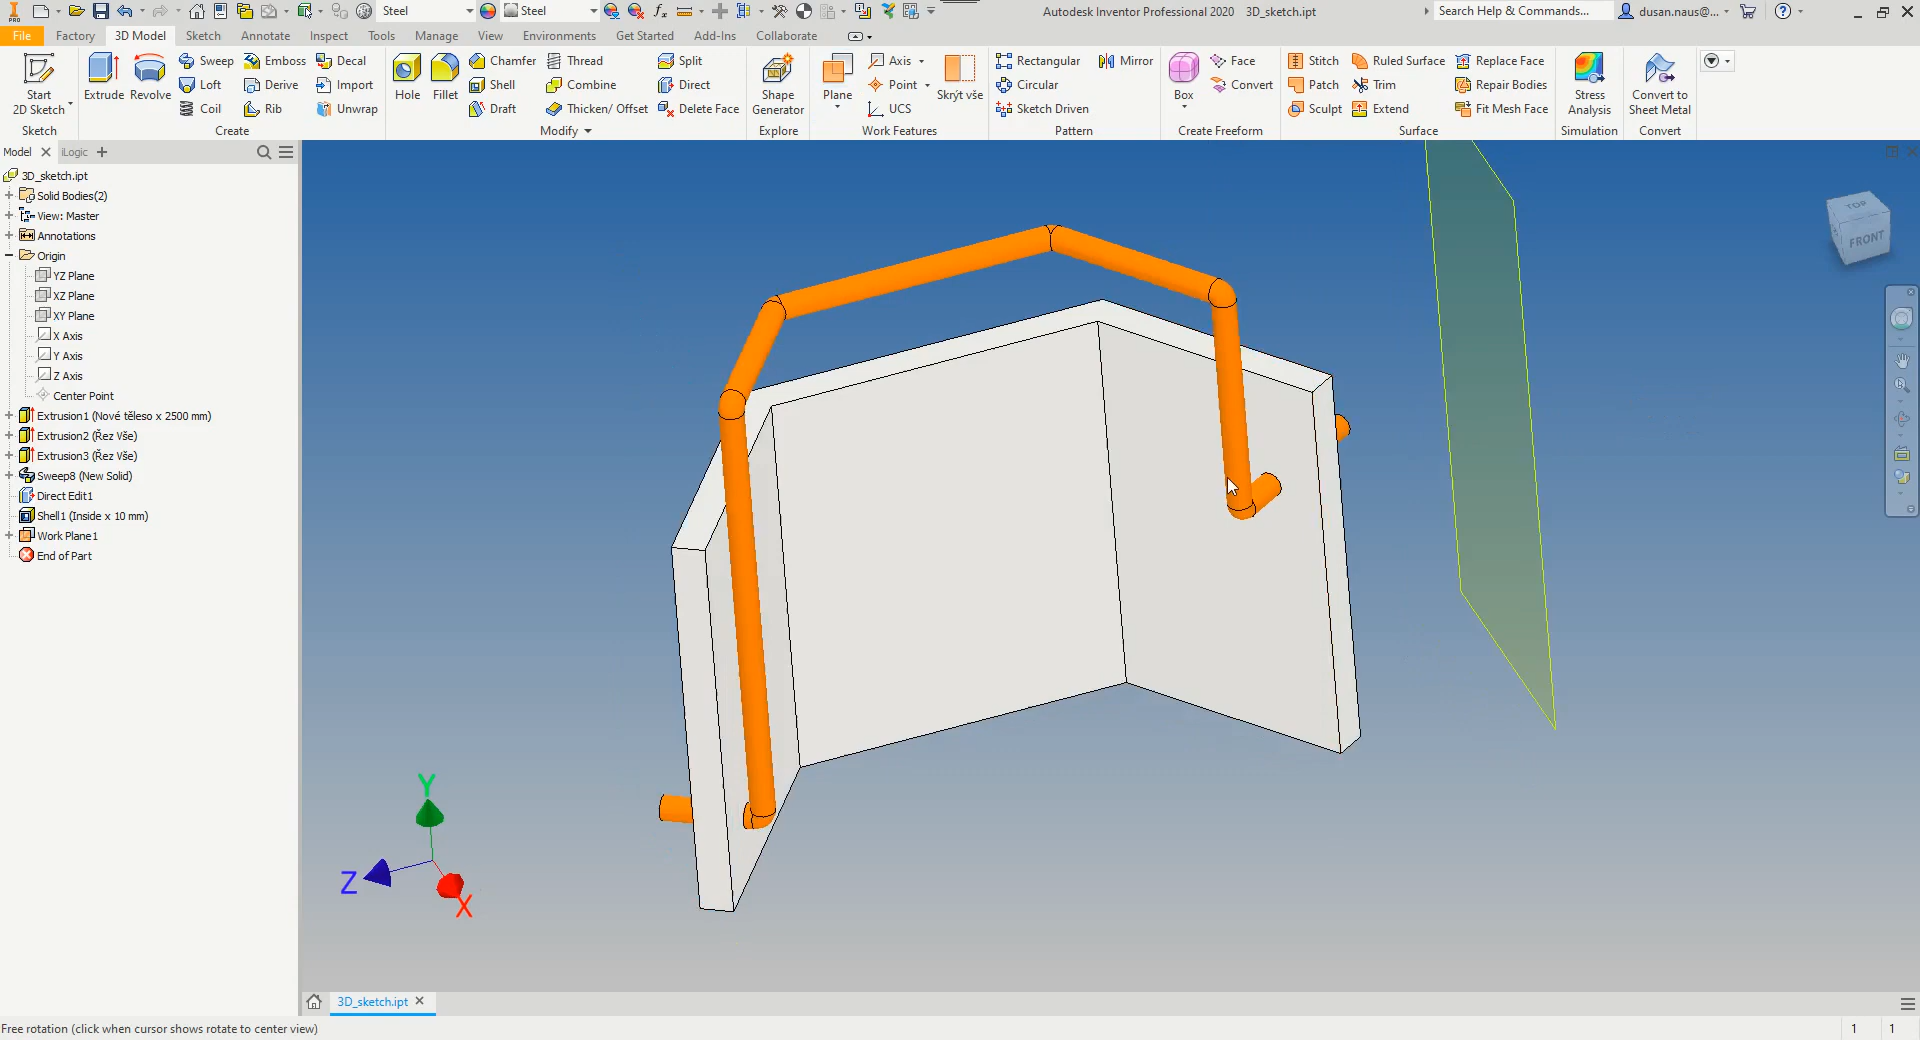 PRO
Steel
Steel
Autodesk Inventor Professional 2020 3D_sketch.ipt
Search Help & Commands...
dusan.naus@...
File Factory 3D Model Sketch Annotate Inspect Tools Manage View Environments Get Started Add-Ins Collaborate
Start
2D Sketch
Sketch
Extrude
Revolve
Sweep
Loft
Coil
Emboss
Derive
Rib
Decal
Import
Unwrap
Create
Hole
Fillet
Chamfer
Shell
Draft
Thread
Combine
Thicken/ Offset
Split
Direct
Delete Face
Modify
Shape
Generator
Explore
Plane
Axis
Point
UCS
Skrýt vše
Work Features
Rectangular
Circular
Sketch Driven
Mirror
Pattern
Box
Face
Convert
Create Freeform
Stitch
Patch
Sculpt
Ruled Surface
Trim
Extend
Replace Face
Repair Bodies
Fit Mesh Face
Surface
Stress
Analysis
Simulation
Convert to
Sheet Metal
Convert
Model iLogic
3D_sketch.ipt
Solid Bodies(2)
View: Master
Annotations
Origin
YZ Plane
XZ Plane
XY Plane
X Axis
Y Axis
Z Axis
Center Point
Extrusion1 (Nové těleso x 2500 mm)
Extrusion2 (Řez Vše)
Extrusion3 (Řez Vše)
Sweep8 (New Solid)
Direct Edit1
Shell1 (Inside x 10 mm)
Work Plane1
End of Part
TOP
FRONT
Y
Z
X
3D_sketch.ipt
Free rotation (click when cursor shows rotate to center view)
1 1